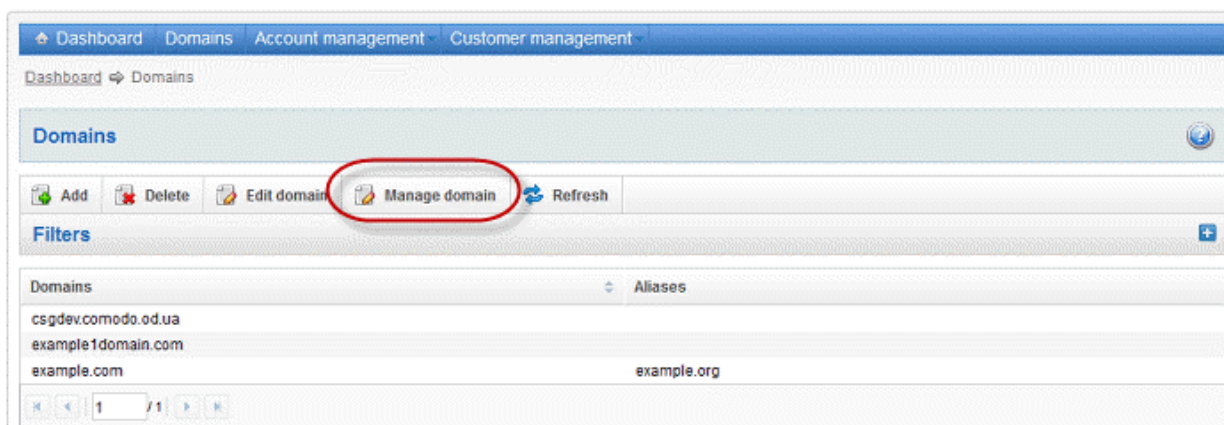 Dashboard Domains Account management Customer management
Dashboard Domains
Domains
Add Delete Edit domain Manage domain Refresh
Filters
Domains Aliases
csgdev.comodo.od.ua
example1domain.com
example.com example.org
1 / 1